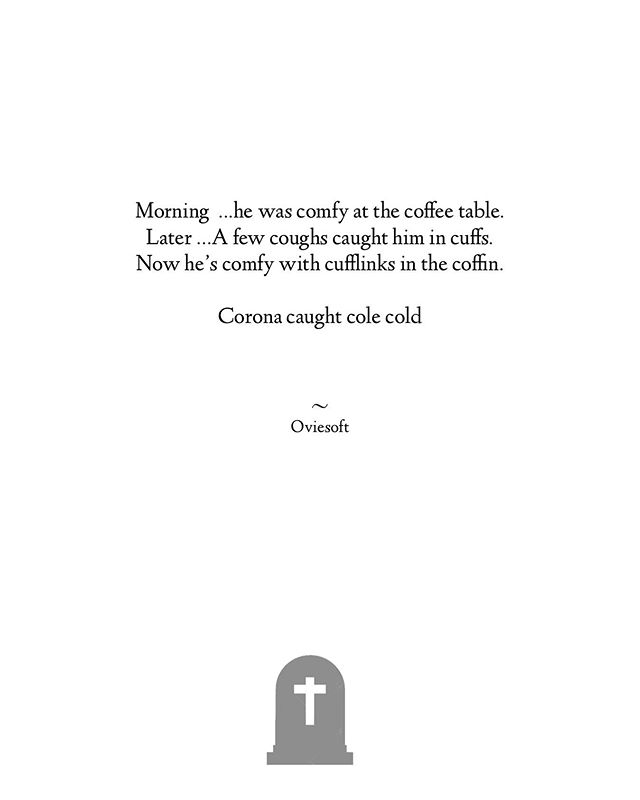 Morning ...he was comfy at the coffee table.
Later ...A few coughs caught him in cuffs.
Now he's comfy with cufflinks in the coffin.
Corona caught cole cold
~
Oviesoft